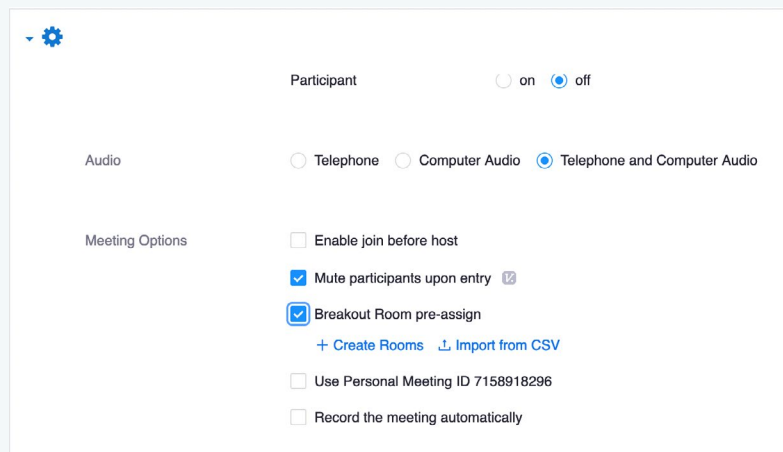 Participant on off
Audio Telephone Computer Audio Telephone and Computer Audio
Meeting Options Enable join before host
Mute participants upon entry
Breakout Room pre-assign
+ Create Rooms Import from CSV
Use Personal Meeting ID 7158918296
Record the meeting automatically